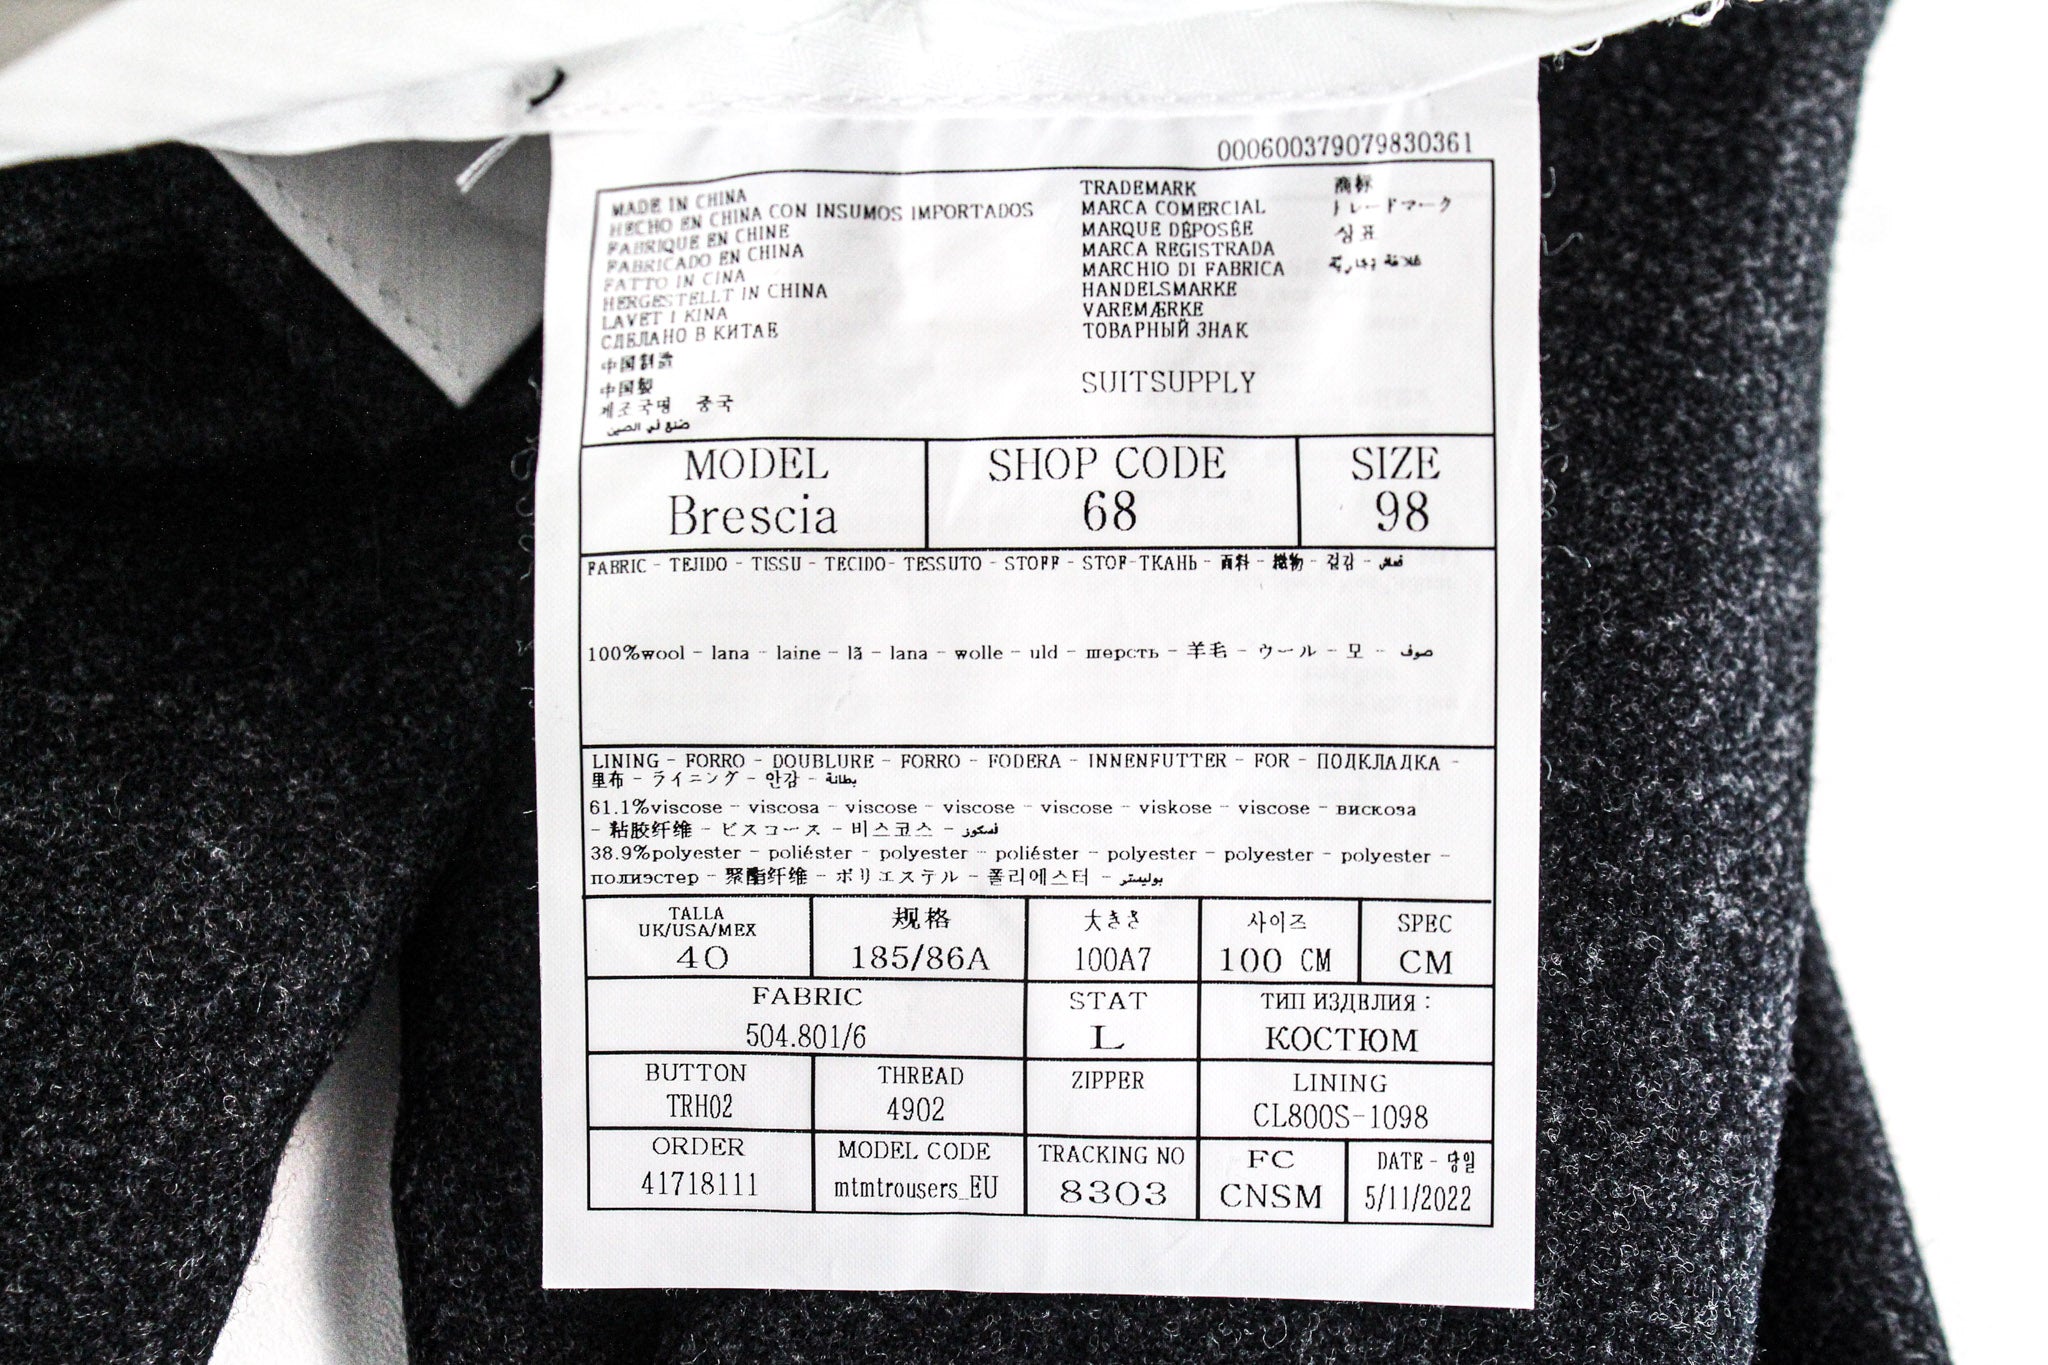 000600379079830361
MADE IN CHINA
HECHO EN CHINA CON INSUMOS IMPORTADOS
FABRIQUE EN CHINE
FABRICADO EN CHINA
FATTO IN CINA
HERGESTELLT IN CHINA
LAVET I KINA
СДЕЛАНО В КИТАЕ
中国制造
中国製
제조국명 중국
صنع في الصين
TRADEMARK 商标
MARCA COMERCIAL トレードマーク
MARQUE DÉPOSÉE 상표
MARCA REGISTRADA علامة تجارية
MARCHIO DI FABRICA
HANDELSMARKE
VAREMÆRKE
ТОВАРНЫЙ ЗНАК
SUITSUPPLY
MODEL SHOP CODE SIZE
Brescia 68 98
FABRIC - TEJIDO - TISSU - TECIDO- TESSUTO - STOFF - STOF-ТКАНЬ - 面料 - 織物 - 겉감 - قماش
100%wool - lana - laine - lã - lana - wolle - uld - шерсть - 羊毛 - ウール - 모 - صوف
LINING - FORRO - DOUBLURE - FORRO - FODERA - INNENFUTTER - FOR - ПОДКЛАДКА -
里布 - ライニング - 안감 - بطانة
61.1%viscose - viscosa - viscose - viscose - viscose - viskose - viscose - вискоза
- 粘胶纤维 - ビスコース - 비스코스 - فسكوز
38.9%polyester - poliéster - polyester - poliéster - polyester - polyester - polyester -
полиэстер - 聚酯纤维 - ポリエステル - 폴리에스터 - بوليستر
TALLA 规格 大きさ 사이즈 SPEC
UK/USA/MEX
40 185/86A 100A7 100 CM CM
FABRIC STAT ТИП ИЗДЕЛИЯ :
504.801/6 L КОСТЮМ
BUTTON THREAD ZIPPER LINING
TRH02 4902 CL800S-1098
ORDER MODEL CODE TRACKING NO FC DATE - 당일
41718111 mtmtrousers_EU 8303 CNSM 5/11/2022